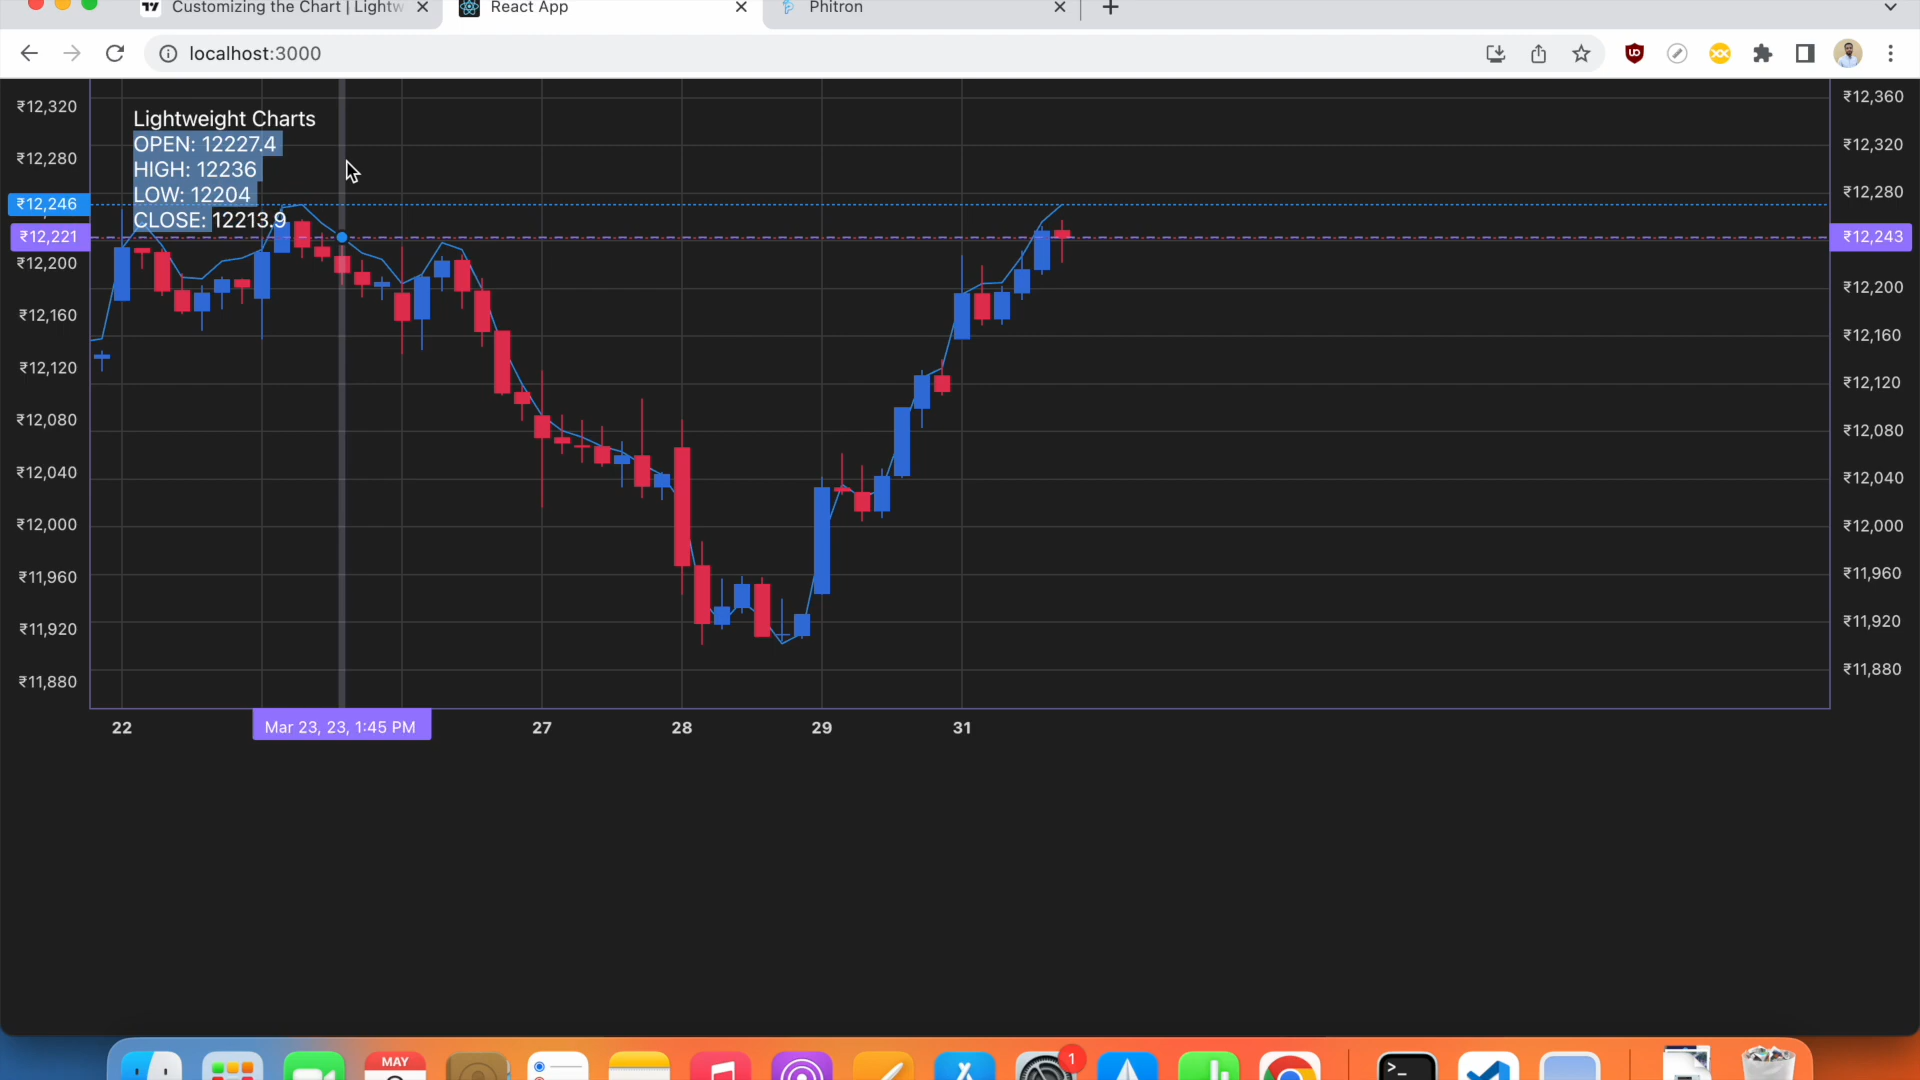 Customizing the Chart | Lightw
React App
Phitron
localhost:3000
Lightweight Charts
OPEN: 12227.4
HIGH: 12236
LOW: 12204
CLOSE: 12213.9
₹12,320
₹12,280
₹12,246
₹12,221
₹12,200
₹12,160
₹12,120
₹12,080
₹12,040
₹12,000
₹11,960
₹11,920
₹11,880
₹12,360
₹12,320
₹12,280
₹12,243
₹12,200
₹12,160
₹12,120
₹12,080
₹12,040
₹12,000
₹11,960
₹11,920
₹11,880
22
Mar 23, 23, 1:45 PM
27
28
29
31
MAY
1